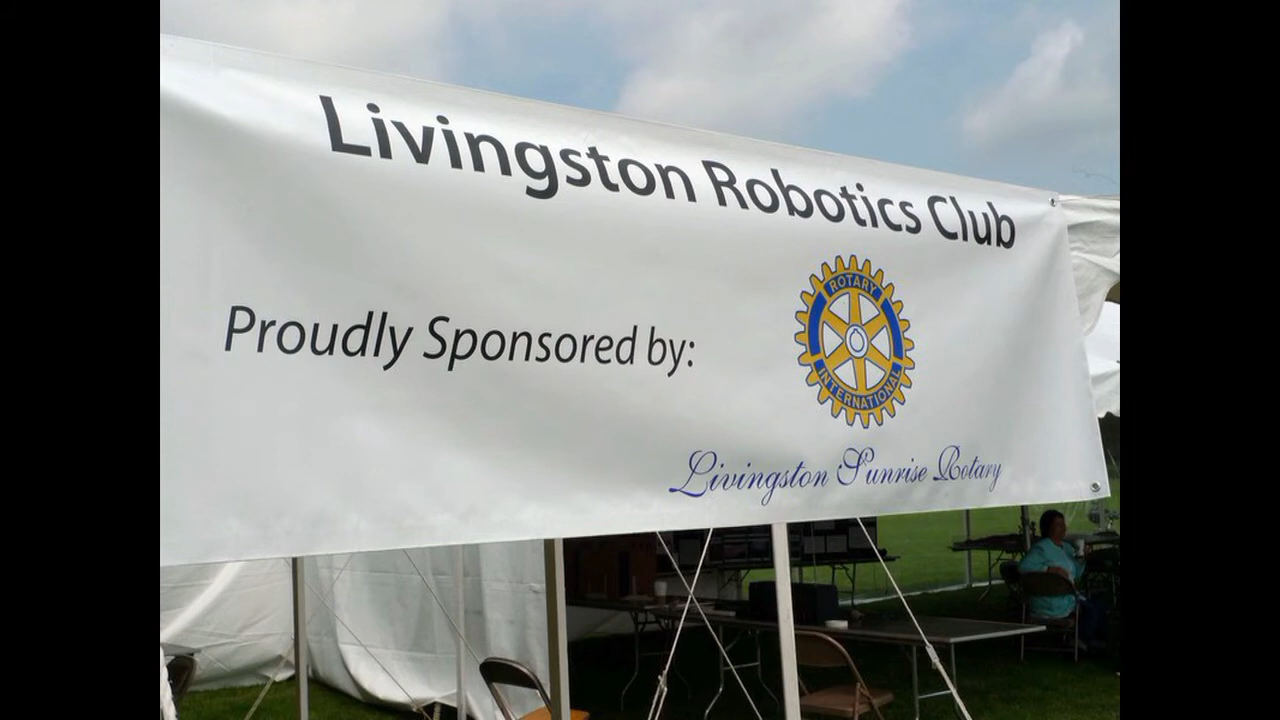 Livingston Robotics Club
Proudly Sponsored by:
ROTARY
INTERNATIONAL
Livingston Sunrise Rotary